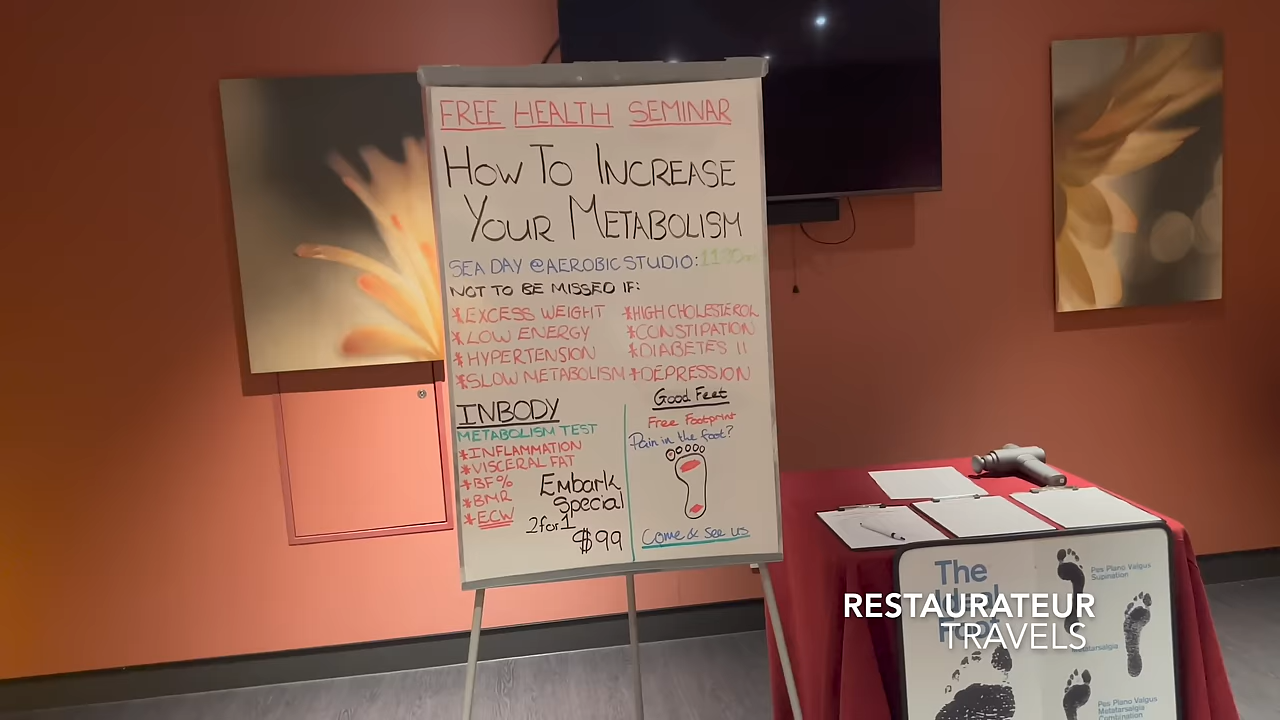 FREE HEALTH SEMINAR
HOW TO INCREASE
YOUR METABOLISM
SEA DAY @AEROBIC STUDIO:
NOT TO BE MISSED IF:
*EXCESS WEIGHT
*LOW ENERGY
*HYPERTENSION
*SLOW METABOLISM
*HIGH CHOLESTEROL
*CONSTIPATION
*DIABETES II
*DEPRESSION
INBODY
METABOLISM TEST
*INFLAMMATION
*VISCERAL FAT
*BF%
*BMR
*ECW
Embark
Special
2for1
$99
Good Feet
Free Footprint
Pain in the foot?
Come & See us
The
Ideal
Foot
Pes Plano Valgus
Supination
Metatarsalgia
Pes Plano Valgus
Metatarsalgia
Combination
RESTAURATEUR
TRAVELS